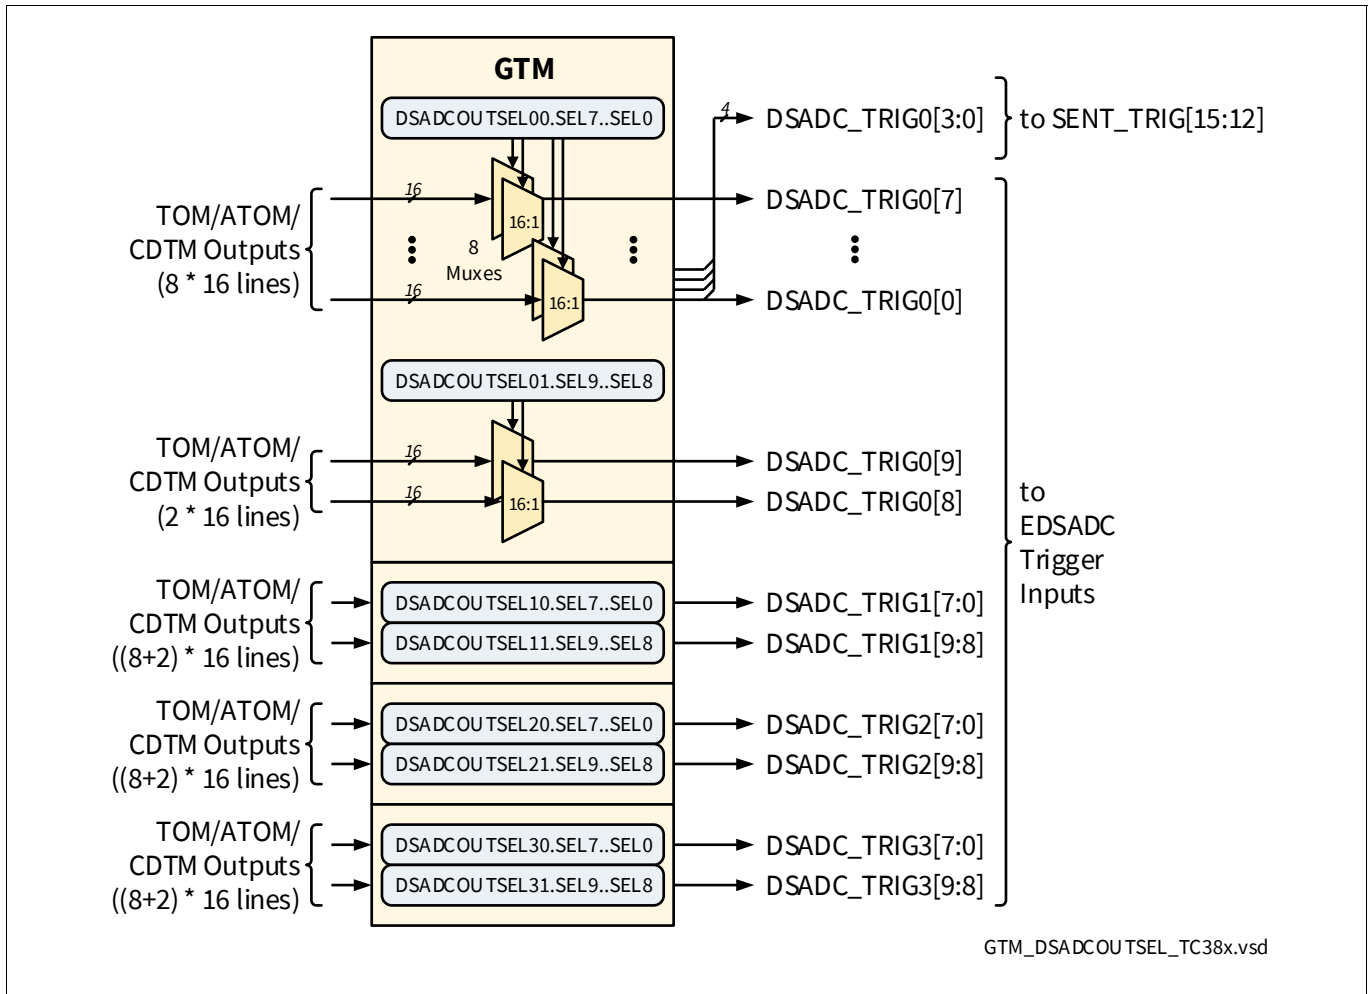 GTM
DSADCOUTSEL00.SEL7..SEL0
4
DSADC_TRIG0[3:0]
to SENT_TRIG[15:12]
TOM/ATOM/
CDTM Outputs
(8 * 16 lines)
16
16:1
DSADC_TRIG0[7]
8
Muxes
16
16:1
DSADC_TRIG0[0]
DSADCOUTSEL01.SEL9..SEL8
TOM/ATOM/
CDTM Outputs
(2 * 16 lines)
16
DSADC_TRIG0[9]
16
16:1
DSADC_TRIG0[8]
to
EDSADC
Trigger
Inputs
TOM/ATOM/
CDTM Outputs
((8+2) * 16 lines)
DSADCOUTSEL10.SEL7..SEL0
DSADC_TRIG1[7:0]
DSADCOUTSEL11.SEL9..SEL8
DSADC_TRIG1[9:8]
TOM/ATOM/
CDTM Outputs
((8+2) * 16 lines)
DSADCOUTSEL20.SEL7..SEL0
DSADC_TRIG2[7:0]
DSADCOUTSEL21.SEL9..SEL8
DSADC_TRIG2[9:8]
TOM/ATOM/
CDTM Outputs
((8+2) * 16 lines)
DSADCOUTSEL30.SEL7..SEL0
DSADC_TRIG3[7:0]
DSADCOUTSEL31.SEL9..SEL8
DSADC_TRIG3[9:8]
GTM_DSADCOUTSEL_TC38x.vsd